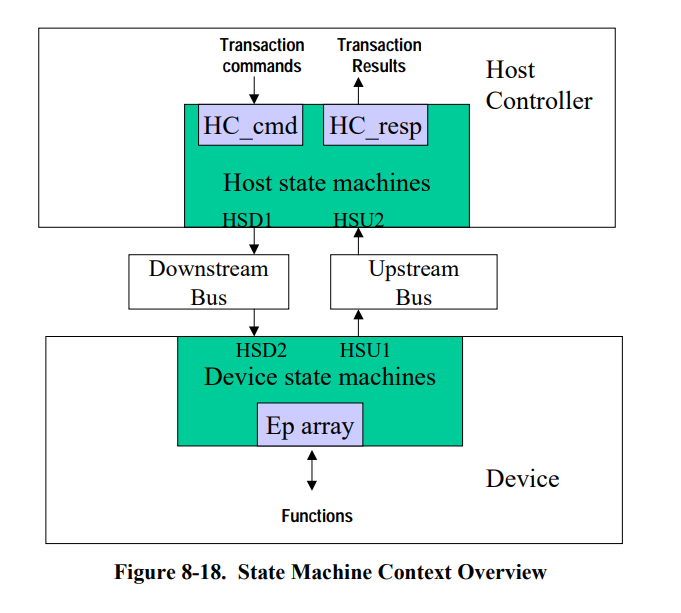 Transaction commands
Transaction Results
Host Controller
HC_cmd
HC_resp
Host state machines
HSD1
HSU2
Downstream Bus
Upstream Bus
HSD2
HSU1
Device state machines
Ep array
Device
Functions
Figure 8-18. State Machine Context Overview